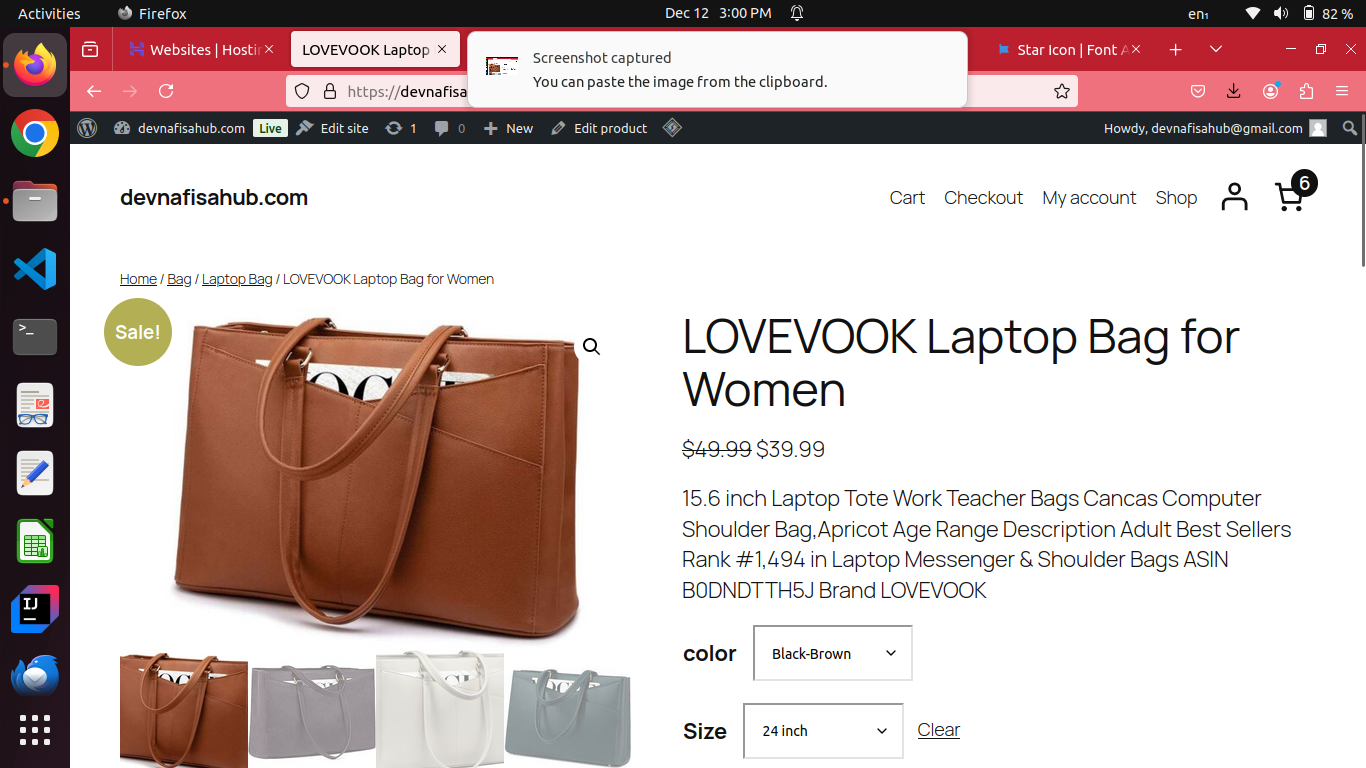 Activities
Firefox
Dec 12 3:00 PM
en₁
82 %
Websites | Hostin
LOVEVOOK Laptop
Star Icon | Font A
Screenshot captured
You can paste the image from the clipboard.
https://devnafisa
devnafisahub.com
Live
Edit site
1
0
New
Edit product
Howdy, devnafisahub@gmail.com
devnafisahub.com
Cart
Checkout
My account
Shop
6
Home / Bag / Laptop Bag / LOVEVOOK Laptop Bag for Women
Sale!
LOVEVOOK Laptop Bag for
Women
$49.99 $39.99
15.6 inch Laptop Tote Work Teacher Bags Cancas Computer
Shoulder Bag,Apricot Age Range Description Adult Best Sellers
Rank #1,494 in Laptop Messenger & Shoulder Bags ASIN
B0DNDTTH5J Brand LOVEVOOK
color
Black-Brown
Size
24 inch
Clear